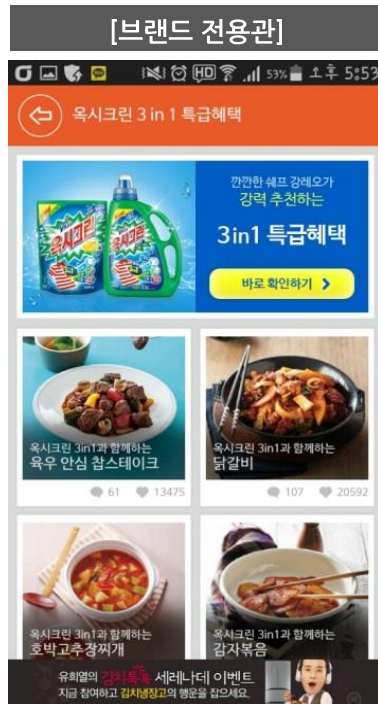 [브랜드 전용관]
HD 53% 오후 5:53
옥시크린 3 in 1 특급혜택
깐깐한 쉐프 강레오가
강력 추천하는
3in1 특급혜택
바로 확인하기
옥시크린
옥시크린
옥시크린 3in1과 함께하는
육우 안심 찹스테이크
61 13475
옥시크린 3in1과 함께하는
닭갈비
107 20592
옥시크린 3in1과 함께하는
호박고추장찌개
옥시크린 3in1과 함께하는
감자볶음
유희열의 김치톡톡 세레나데 이벤트
지금 참여하고 김치냉장고의 행운을 잡으세요.